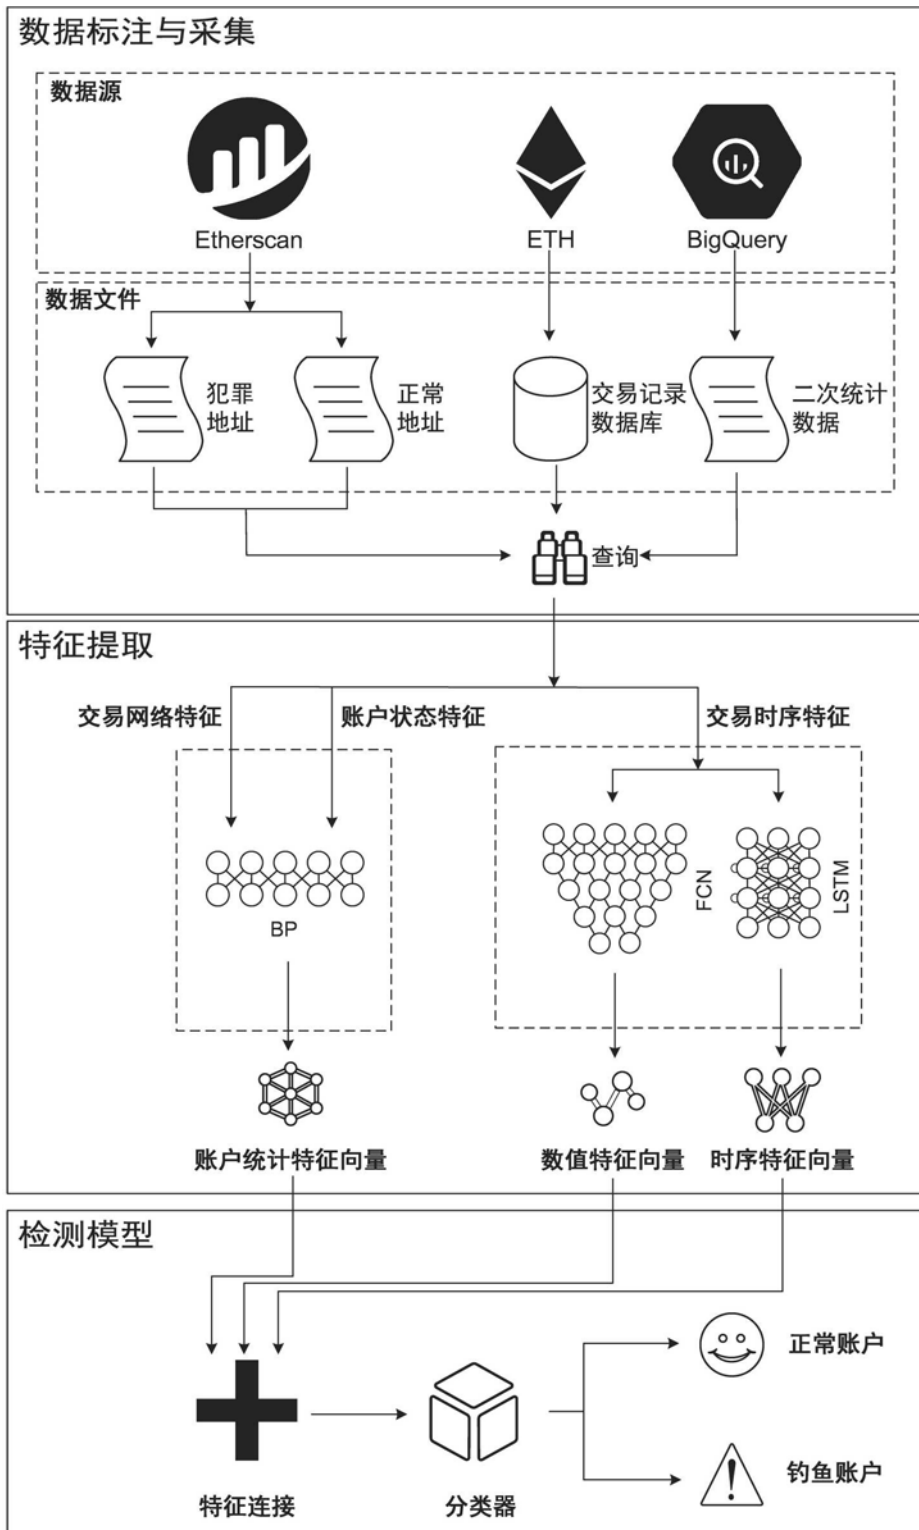 数据标注与采集
数据源
Etherscan
ETH
BigQuery
数据文件
犯罪
地址
正常
地址
交易记录
数据库
二次统计
数据
查询
特征提取
交易网络特征
账户状态特征
交易时序特征
BP
FCN
LSTM
账户统计特征向量
数值特征向量
时序特征向量
检测模型
正常账户
钓鱼账户
特征连接
分类器